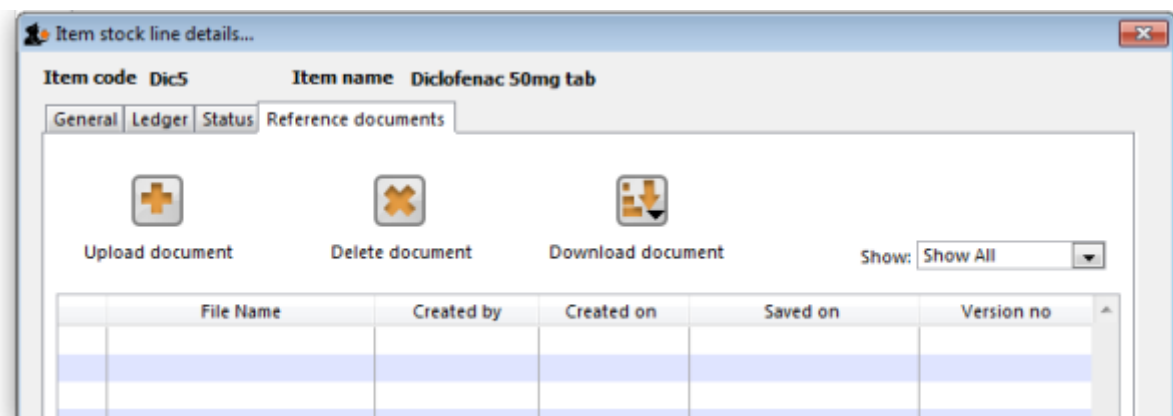 Item stock line details...
Item code Dic5 Item name Diclofenac 50mg tab
General Ledger Status Reference documents
Upload document Delete document Download document
Show: Show All
File Name Created by Created on Saved on Version no